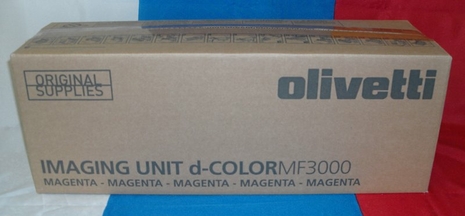 ORIGINAL
SUPPLIES
olivetti
IMAGING UNIT d-COLORMF3000
MAGENTA - MAGENTA - MAGENTA - MAGENTA - MAGENTA